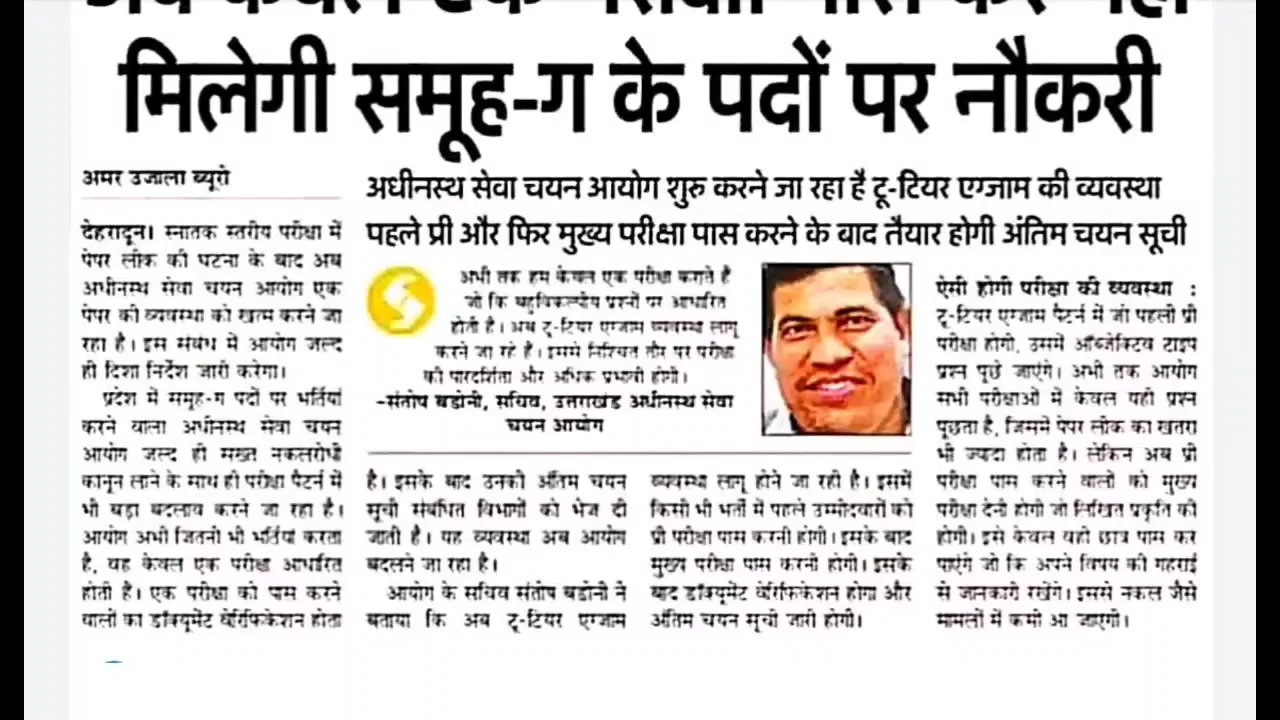 मिलेगी समूह-ग के पदों पर नौकरी
अमर उजाला ब्यूरो
अधीनस्थ सेवा चयन आयोग शुरू करने जा रहा है टू-टियर एग्जाम की व्यवस्था
पहले प्री और फिर मुख्य परीक्षा पास करने के बाद तैयार होगी अंतिम चयन सूची
देहरादून। स्नातक स्तरीय परीक्षा में
पेपर लीक की घटना के बाद अब
अधीनस्थ सेवा चयन आयोग एक
पेपर की व्यवस्था को खत्म करने जा
रहा है। इस संबंध में आयोग जल्द
ही दिशा निर्देश जारी करेगा।
प्रदेश में समूह-ग पदों पर भर्तियां
करने वाला अधीनस्थ सेवा चयन
आयोग जल्द ही सख्त नकलरोधी
कानून लाने के साथ ही परीक्षा पैटर्न में
भी बड़ा बदलाव करने जा रहा है।
आयोग अभी जितनी भी भर्तियां करता
है, वह केवल एक परीक्षा आधारित
होती है। एक परीक्षा को पास करने
वालों का डॉक्यूमेंट वेरिफिकेशन होता
अभी तक हम केवल एक परीक्षा कराते हैं
जो कि बहुविकल्पीय प्रश्नों पर आधारित
होती है। अब टू-टियर एग्जाम व्यवस्था लागू
करने जा रहे हैं। इससे निश्चित तौर पर परीक्षा
की पारदर्शिता और अधिक प्रभावी होगी।
-संतोष बडोनी, सचिव, उत्तराखंड अधीनस्थ सेवा
चयन आयोग
है। इसके बाद उनकी अंतिम चयन
सूची संबंधित विभागों को भेज दी
जाती है। यह व्यवस्था अब आयोग
बदलने जा रहा है।
आयोग के सचिव संतोष बडोनी ने
बताया कि अब टू-टियर एग्जाम
व्यवस्था लागू होने जा रही है। इसमें
किसी भी भर्ती में पहले उम्मीदवारों को
प्री परीक्षा पास करनी होगी। इसके बाद
मुख्य परीक्षा पास करनी होगी। इसके
बाद डॉक्यूमेंट वेरिफिकेशन होगा और
अंतिम चयन सूची जारी होगी।
ऐसी होगी परीक्षा की व्यवस्था :
टू-टियर एग्जाम पैटर्न में जो पहली प्री
परीक्षा होगी, उसमें ऑब्जेक्टिव टाइप
प्रश्न पूछे जाएंगे। अभी तक आयोग
सभी परीक्षाओं में केवल यही प्रश्न
पूछता है, जिसमें पेपर लीक का खतरा
भी ज्यादा होता है। लेकिन अब प्री
परीक्षा पास करने वालों को मुख्य
परीक्षा देनी होगी जो लिखित प्रकृति की
होगी। इसे केवल वही छात्र पास कर
पाएंगे जो कि अपने विषय की गहराई
से जानकारी रखेंगे। इससे नकल जैसे
मामलों में कमी आ जाएगी।